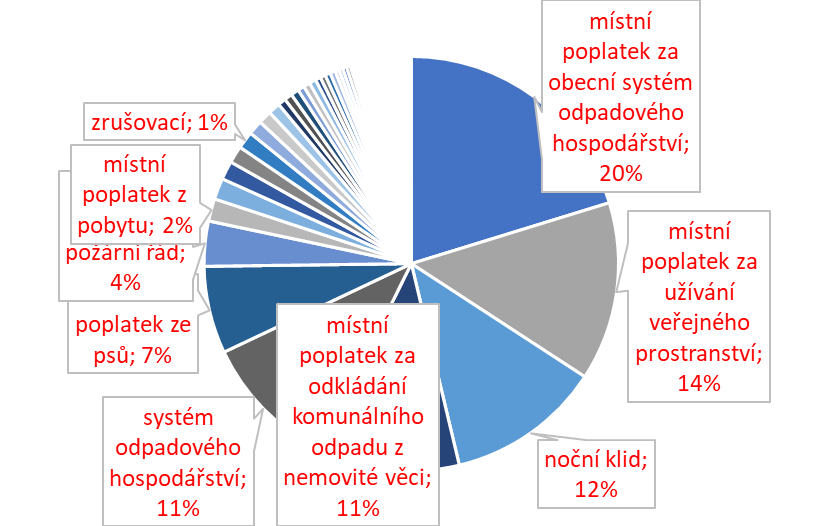 místní
poplatek za
obecní systém
odpadového
hospodářství;
20%
místní
poplatek za
užívání
veřejného
prostranství;
14%
noční klid;
12%
místní
poplatek za
odkládání
komunálního
odpadu z
nemovité věci;
11%
systém
odpadového
hospodářství;
11%
poplatek ze
psů; 7%
požární řád;
4%
místní
poplatek z
pobytu; 2%
zrušovací; 1%